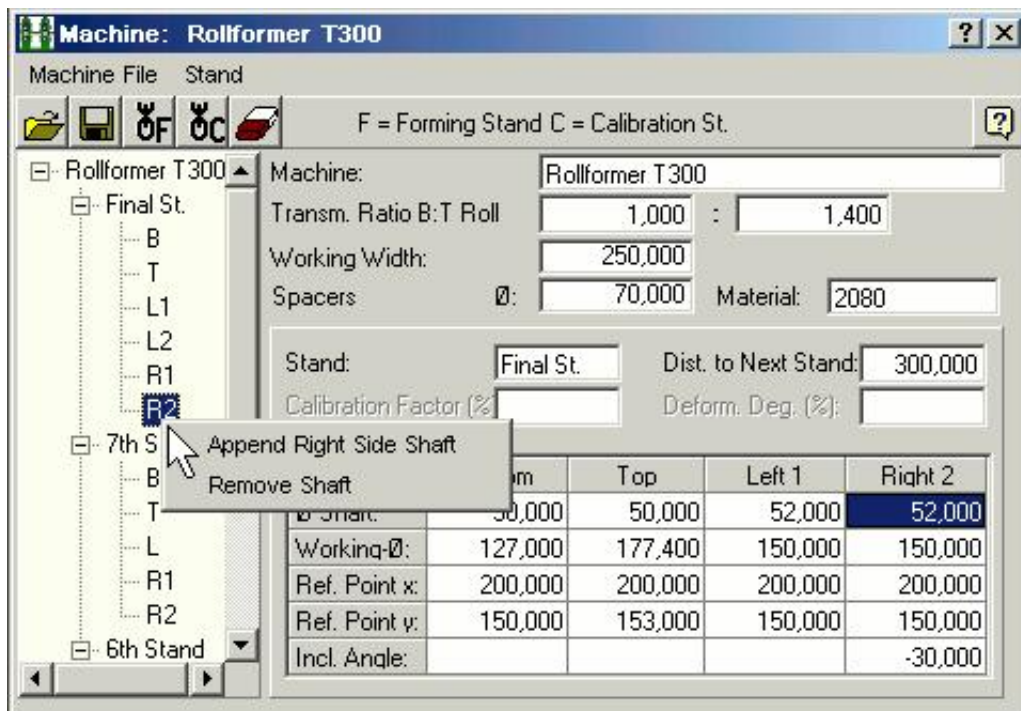 Machine: Rollformer T300
Machine File Stand
F = Forming Stand C = Calibration St.
Rollformer T300
Final St.
B
T
L1
L2
R1
R2
7th S
B
T
L
R1
R2
6th Stand
Machine: Rollformer T300
Transm. Ratio B:T Roll 1,000 : 1,400
Working Width: 250,000
Spacers Ø: 70,000 Material: 2080
Stand: Final St. Dist. to Next Stand: 300,000
Calibration Factor (% Deform. Deg. (%):
Append Right Side Shaft
Remove Shaft
om Top Left 1 Right 2
Ø Shaft: 50,000 50,000 52,000 52,000
Working-Ø: 127,000 177,400 150,000 150,000
Ref. Point x: 200,000 200,000 200,000 200,000
Ref. Point y: 150,000 153,000 150,000 150,000
Incl. Angle: -30,000